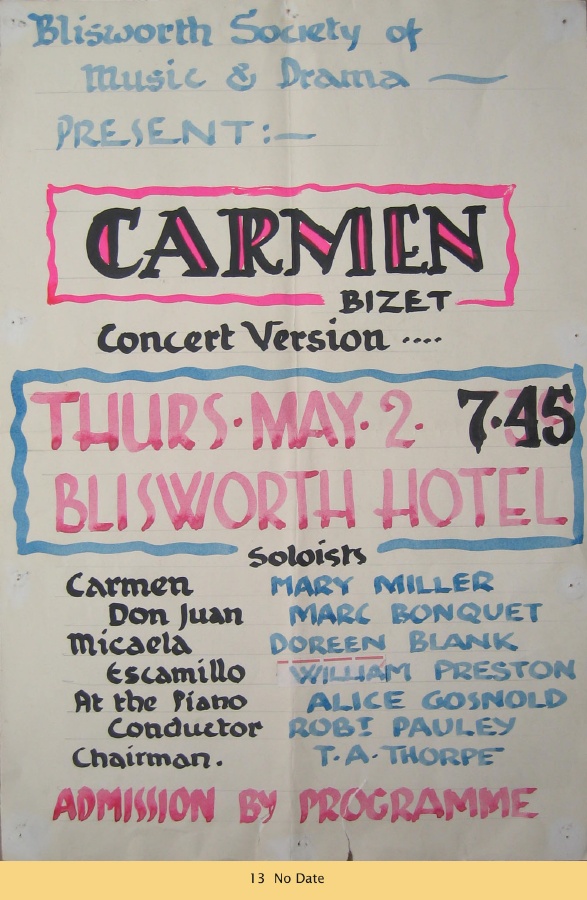 Blisworth Society of
Music & Drama —
PRESENT:—
CARMEN
BIZET
Concert Version ....
THURS·MAY·2· 7·45
BLISWORTH HOTEL
Soloists
Carmen MARY MILLER
Don Juan MARC BONQUET
Micaela DOREEN BLANK
Escamillo WILLIAM PRESTON
At the Piano ALICE GOSNOLD
Conductor ROBT PAULEY
Chairman. T·A·THORPE
ADMISSION BY PROGRAMME
13 No Date